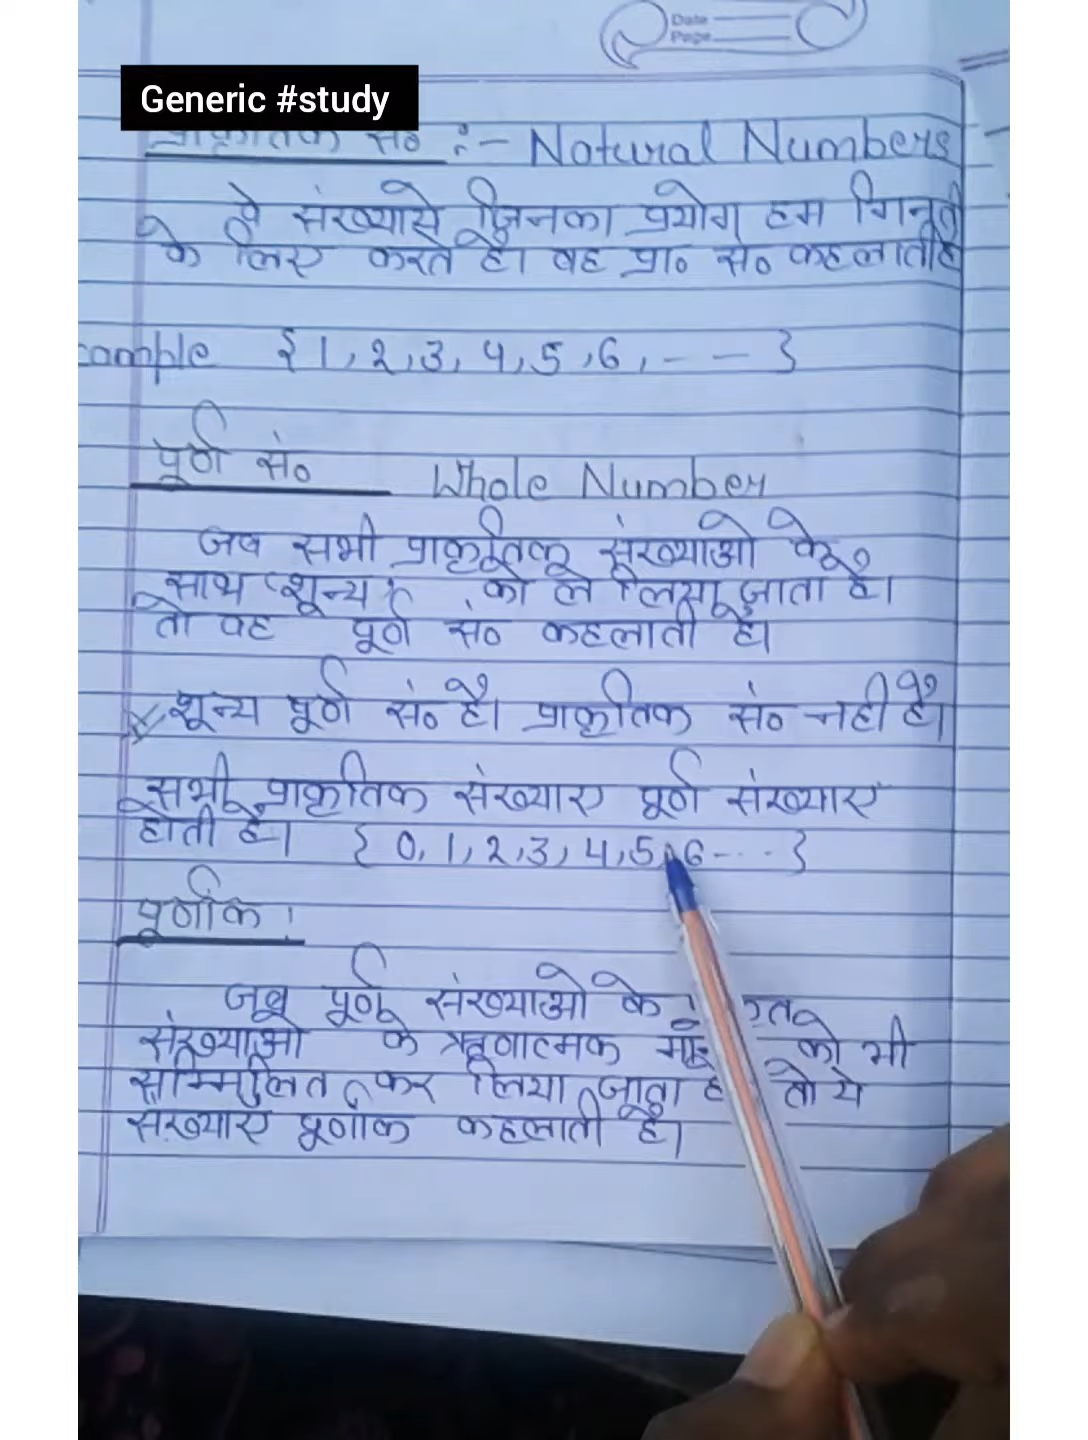 Date
Page
Generic #study
प्राकृतिक सं० :- Natural Numbers
वे संख्याये जिनका प्रयोग हम गिनती
के लिए करते है। वह प्रा० सं० कहलाती है
ample {1, 2, 3, 4, 5, 6, - - }
पूर्ण सं० Whole Number
जब सभी प्राकृतिक संख्याओ के
साथ "शून्य" को ले लिया जाता है।
तो वह पूर्ण सं० कहलाती है।
शून्य पूर्ण सं० है। प्राकृतिक सं० नही है।
सभी प्राकृतिक संख्याए पूर्ण संख्याए
होती है। { 0, 1, 2, 3, 4, 5, 6 - . . . }
पूर्णांक :
जब पूर्ण संख्याओ के
संख्याओ के ऋणात्मक को भी
सम्मिलित कर लिया जाता है तो ये
संख्याए पूर्णांक कहलाती है।